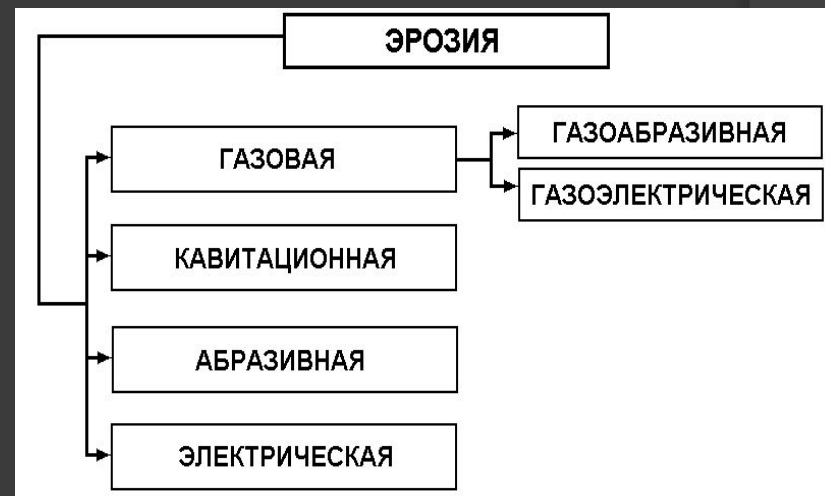 ЭРОЗИЯ
ГАЗОВАЯ
ГАЗОАБРАЗИВНАЯ
ГАЗОЭЛЕКТРИЧЕСКАЯ
КАВИТАЦИОННАЯ
АБРАЗИВНАЯ
ЭЛЕКТРИЧЕСКАЯ